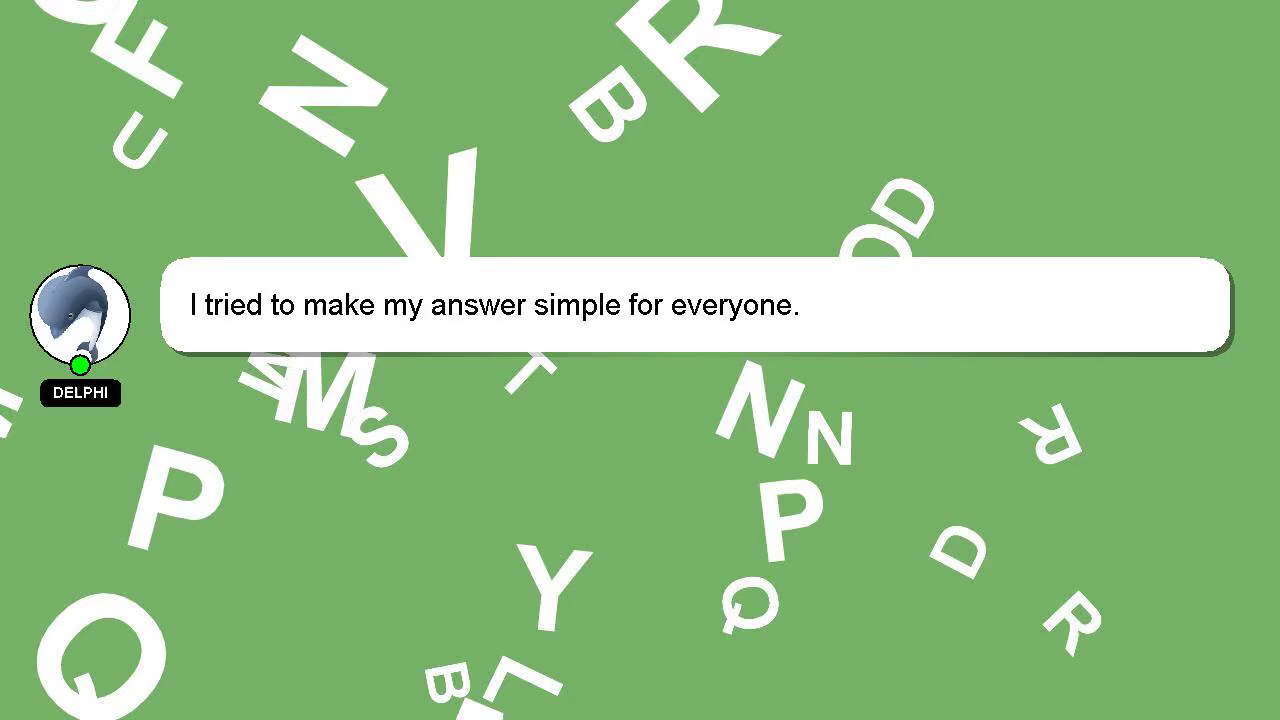 I tried to make my answer simple for everyone.
DELPHI
F
N
R
B
U
V
D
O
M
M
S
T
N
N
R
P
P
D
Y
Q
Q
R
B
L